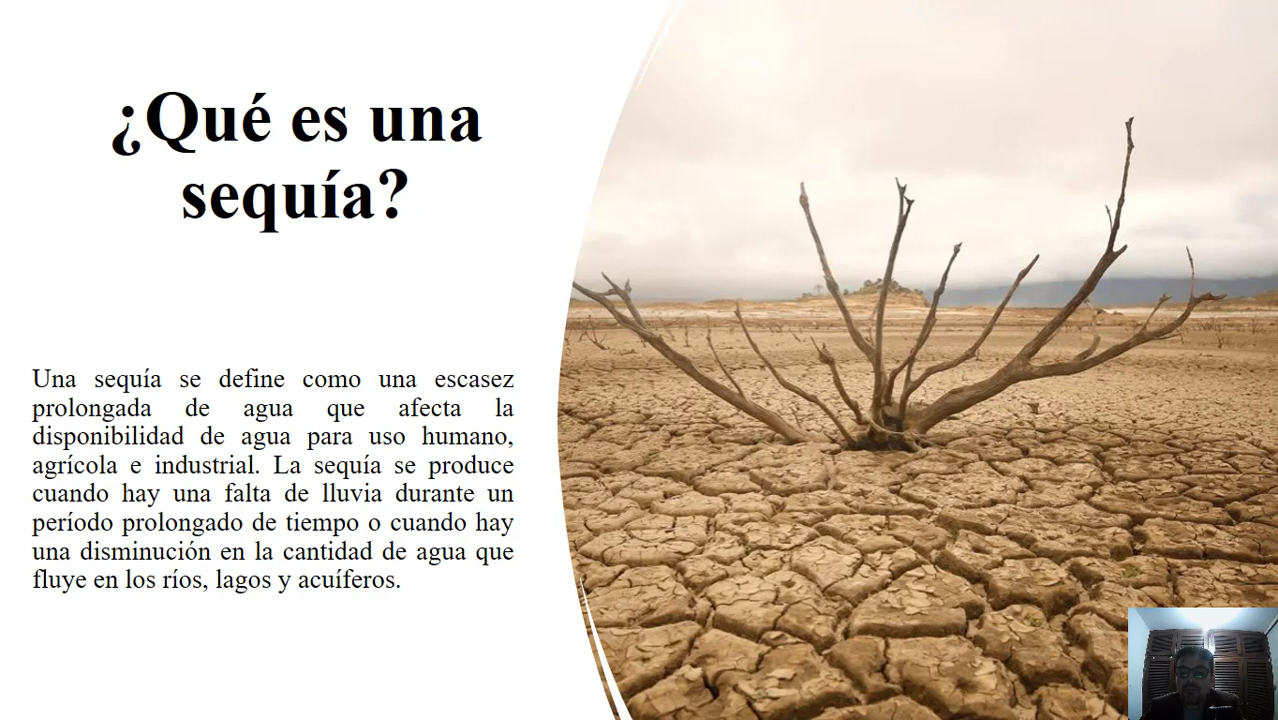 ¿Qué es una
sequía?
Una sequía se define como una escasez
prolongada de agua que afecta la
disponibilidad de agua para uso humano,
agrícola e industrial. La sequía se produce
cuando hay una falta de lluvia durante un
período prolongado de tiempo o cuando hay
una disminución en la cantidad de agua que
fluye en los ríos, lagos y acuíferos.